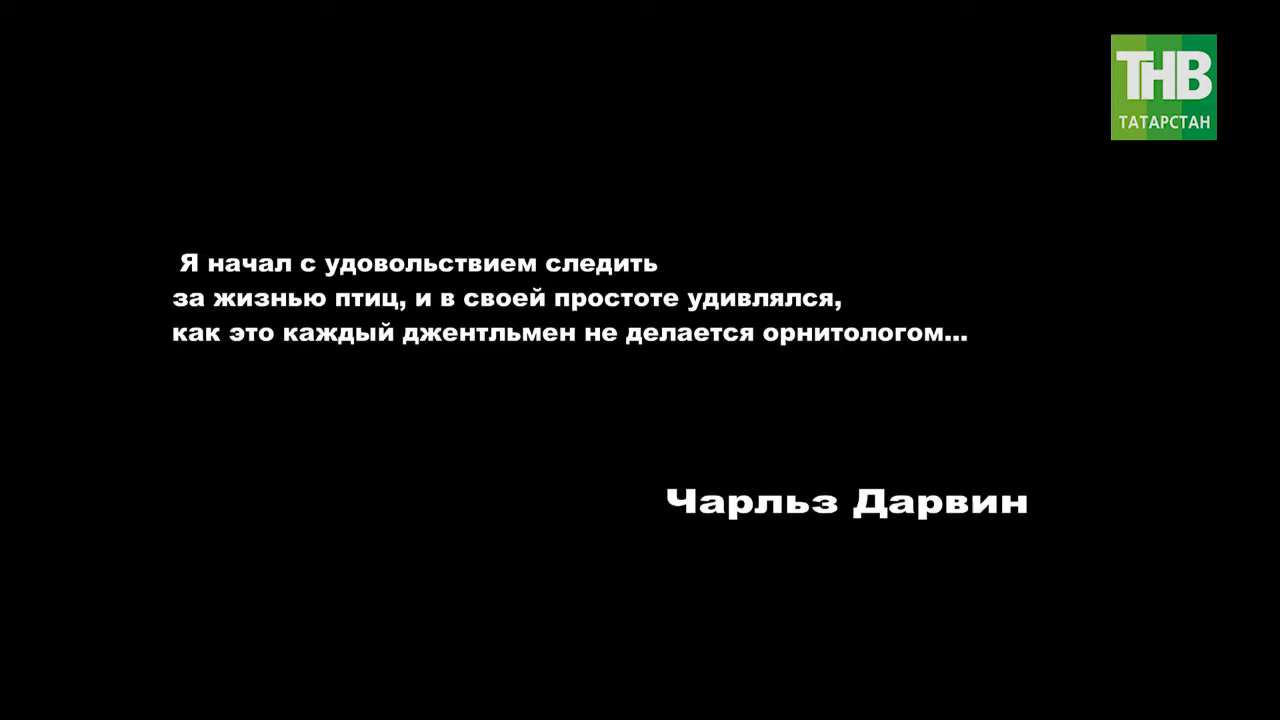 ТНВ
ТАТАРСТАН
Я начал с удовольствием следить
за жизнью птиц, и в своей простоте удивлялся,
как это каждый джентльмен не делается орнитологом...
Чарльз Дарвин